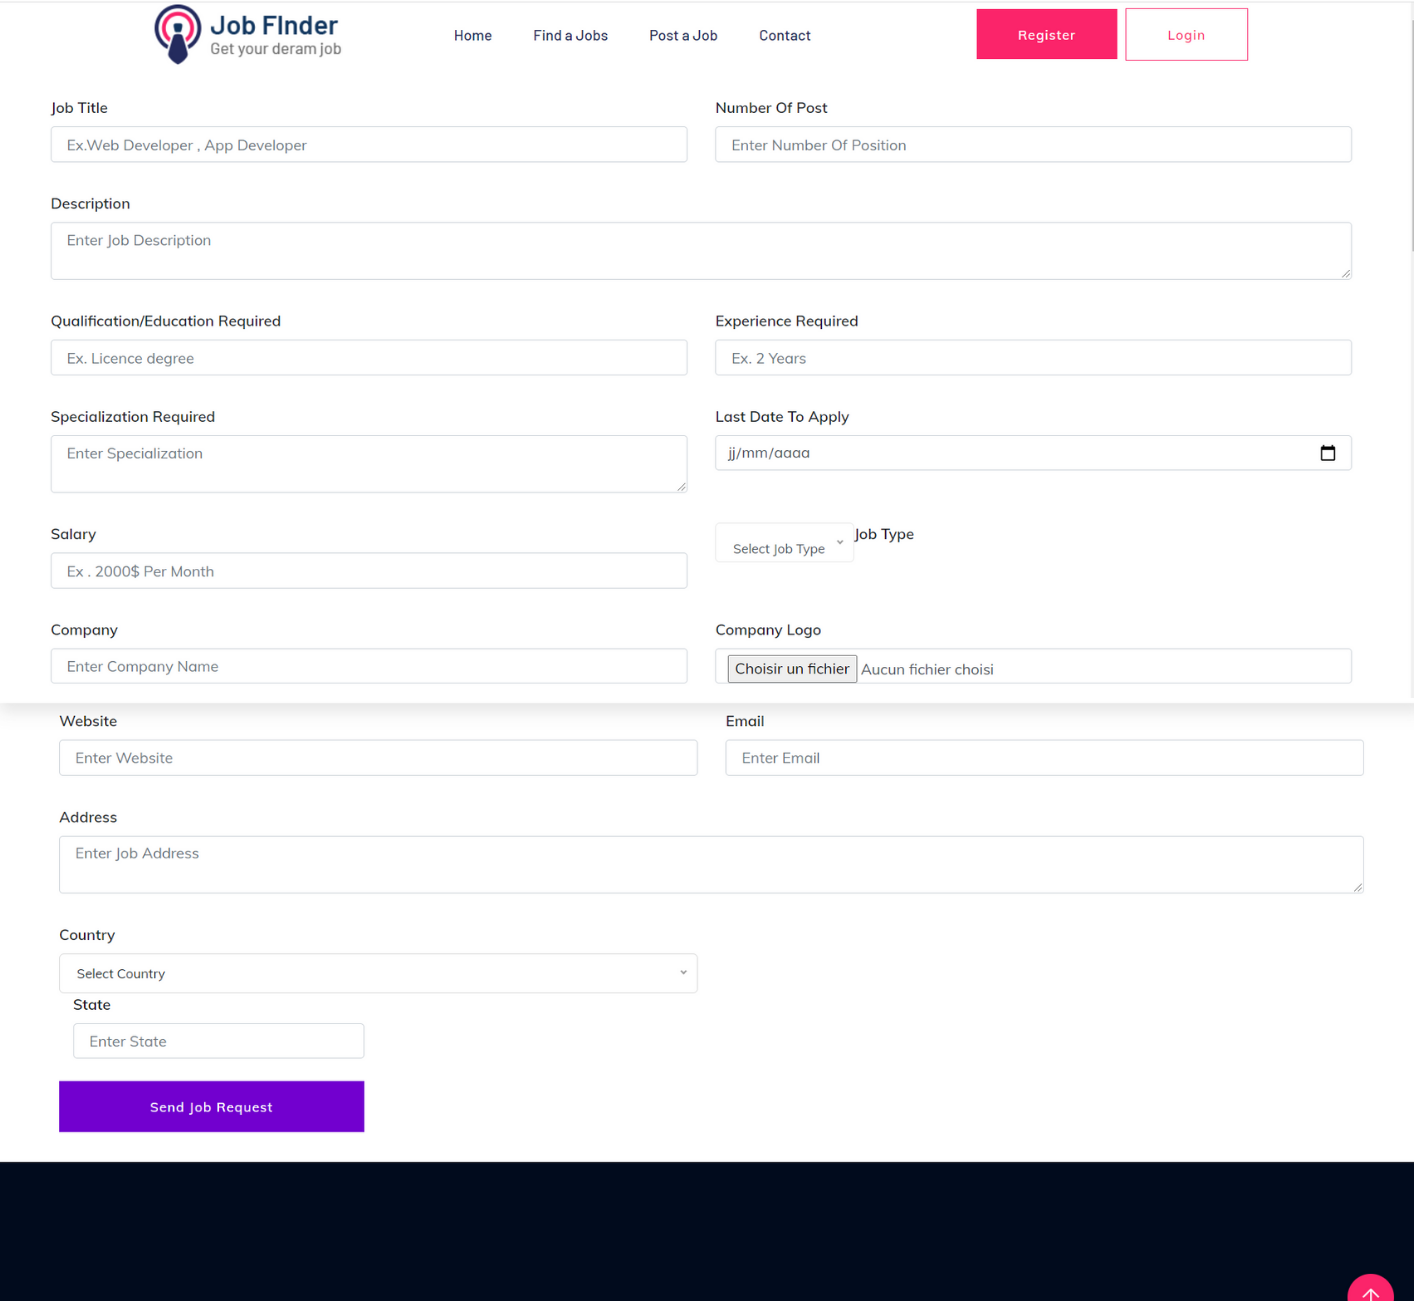 Job FInder
Get your deram job
Home Find a Jobs Post a Job Contact Register Login
Job Title Number Of Post
Ex.Web Developer , App Developer Enter Number Of Position
Description
Enter Job Description
Qualification/Education Required Experience Required
Ex. Licence degree Ex. 2 Years
Specialization Required Last Date To Apply
Enter Specialization jj/mm/aaaa
Salary Select Job Type Job Type
Ex . 2000$ Per Month
Company Company Logo
Enter Company Name Choisir un fichier Aucun fichier choisi
Website Email
Enter Website Enter Email
Address
Enter Job Address
Country
Select Country
State
Enter State
Send Job Request